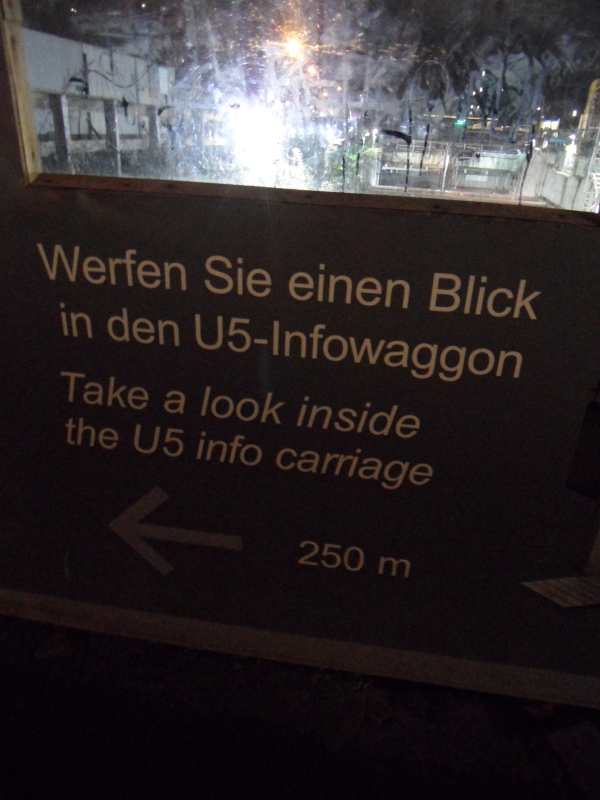 Werfen Sie einen Blick
in den U5-Infowaggon
Take a look inside
the U5 info carriage
250 m